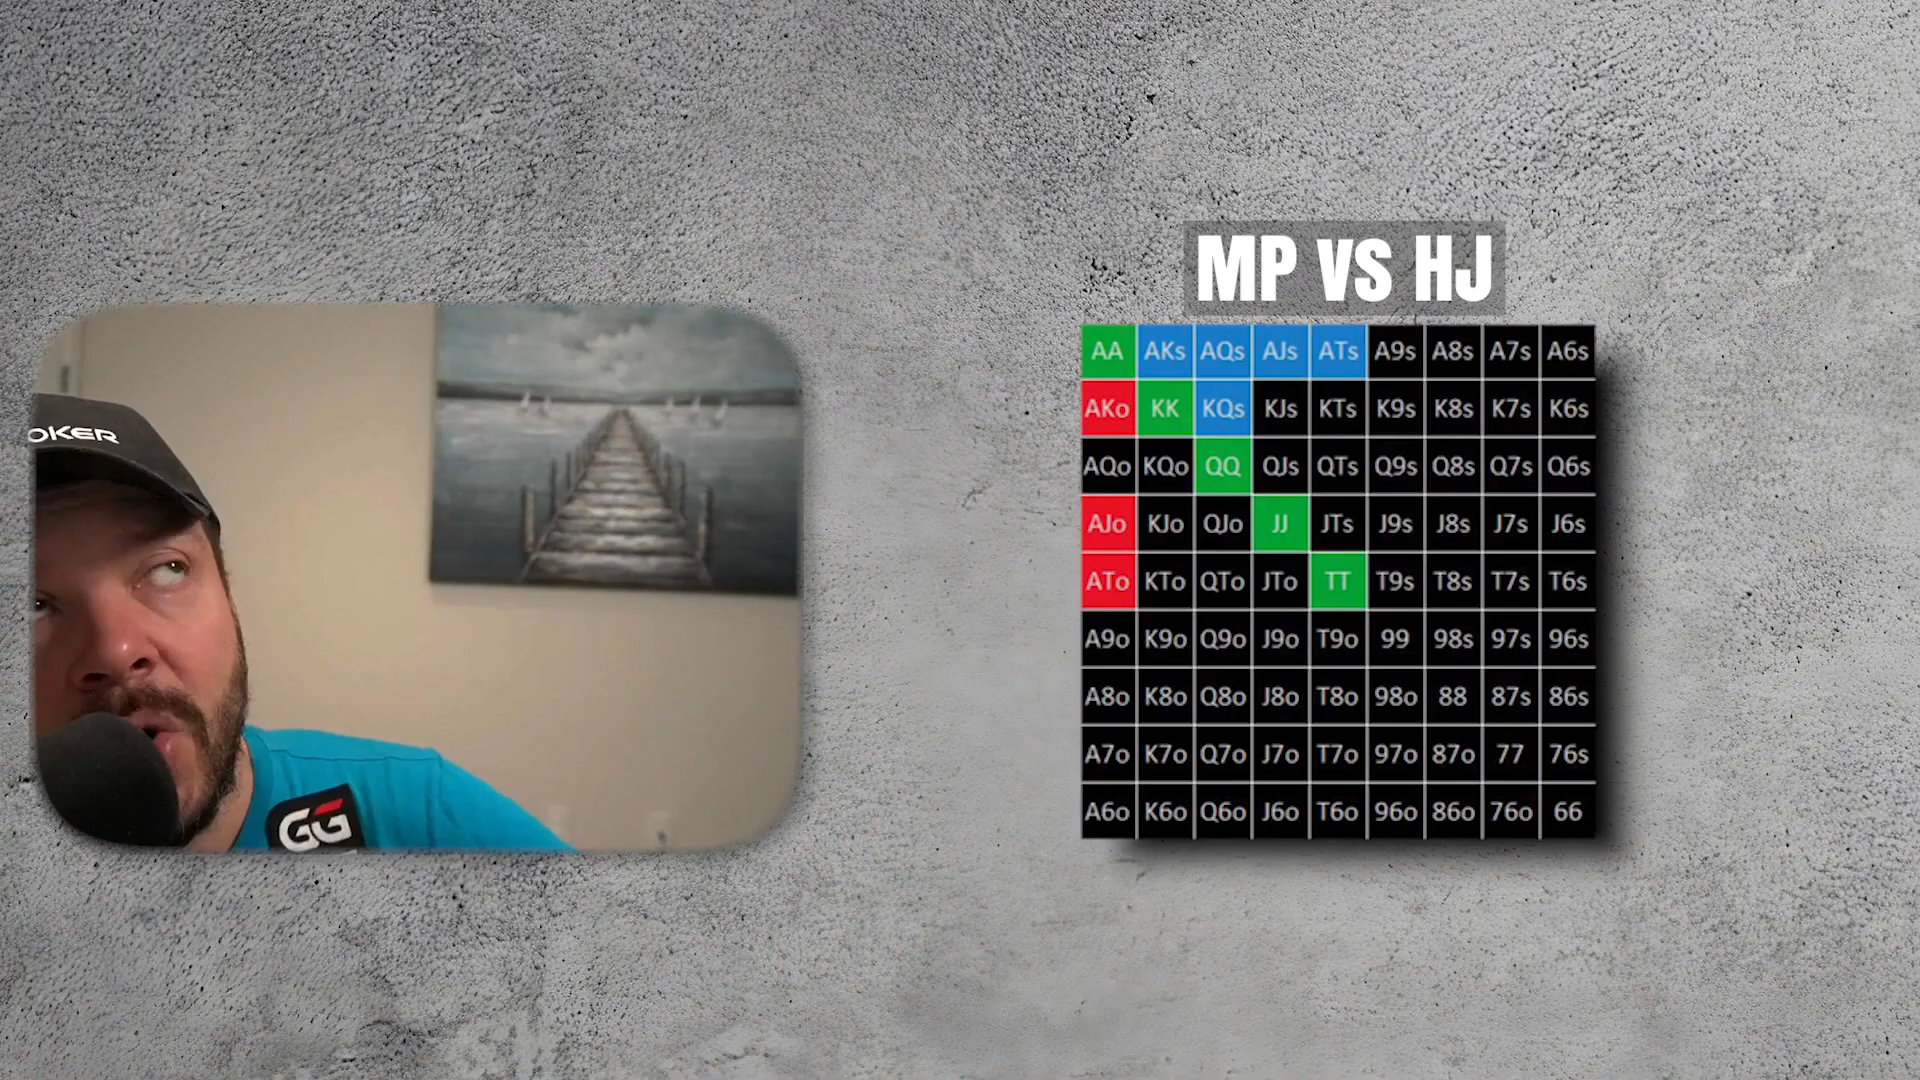 MP VS HJ
AA AKs AQs AJs ATs A9s A8s A7s A6s
AKo KK KQs KJs KTs K9s K8s K7s K6s
AQo KQo QQ QJs QTs Q9s Q8s Q7s Q6s
AJo KJo QJo JJ JTs J9s J8s J7s J6s
ATo KTo QTo JTo TT T9s T8s T7s T6s
A9o K9o Q9o J9o T9o 99 98s 97s 96s
A8o K8o Q8o J8o T8o 98o 88 87s 86s
A7o K7o Q7o J7o T7o 97o 87o 77 76s
A6o K6o Q6o J6o T6o 96o 86o 76o 66
OKER
GG